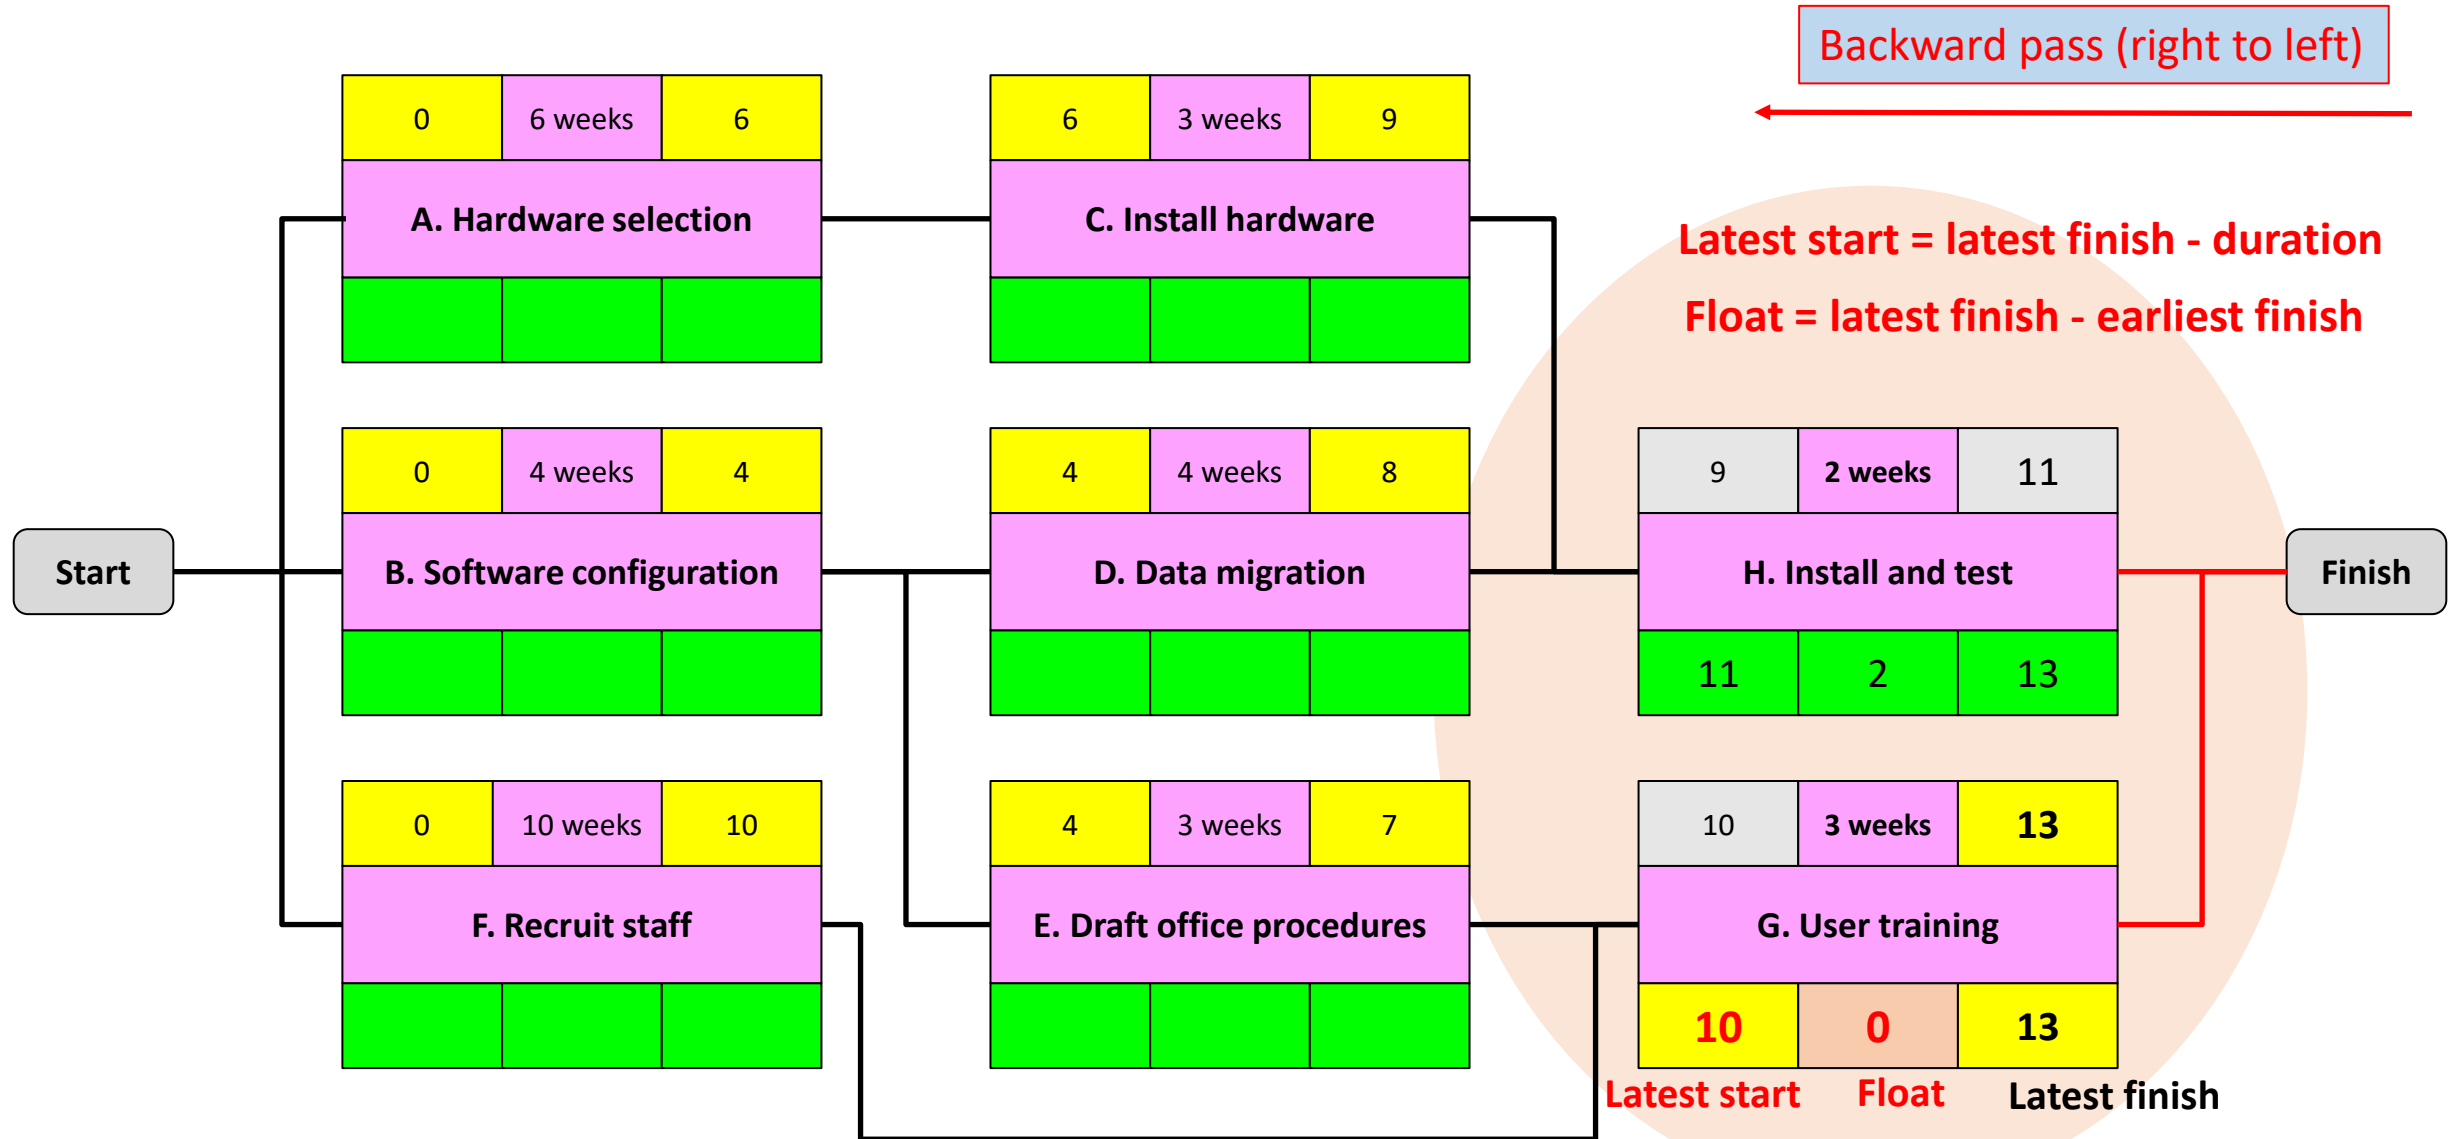 Backward pass (right to left)
0 6 weeks 6
A. Hardware selection
6 3 weeks 9
C. Install hardware
Latest start = latest finish - duration
Float = latest finish - earliest finish
Start
0 4 weeks 4
B. Software configuration
4 4 weeks 8
D. Data migration
9 2 weeks 11
H. Install and test
11 2 13
Finish
0 10 weeks 10
F. Recruit staff
4 3 weeks 7
E. Draft office procedures
10 3 weeks 13
G. User training
10 0 13
Latest start Float Latest finish